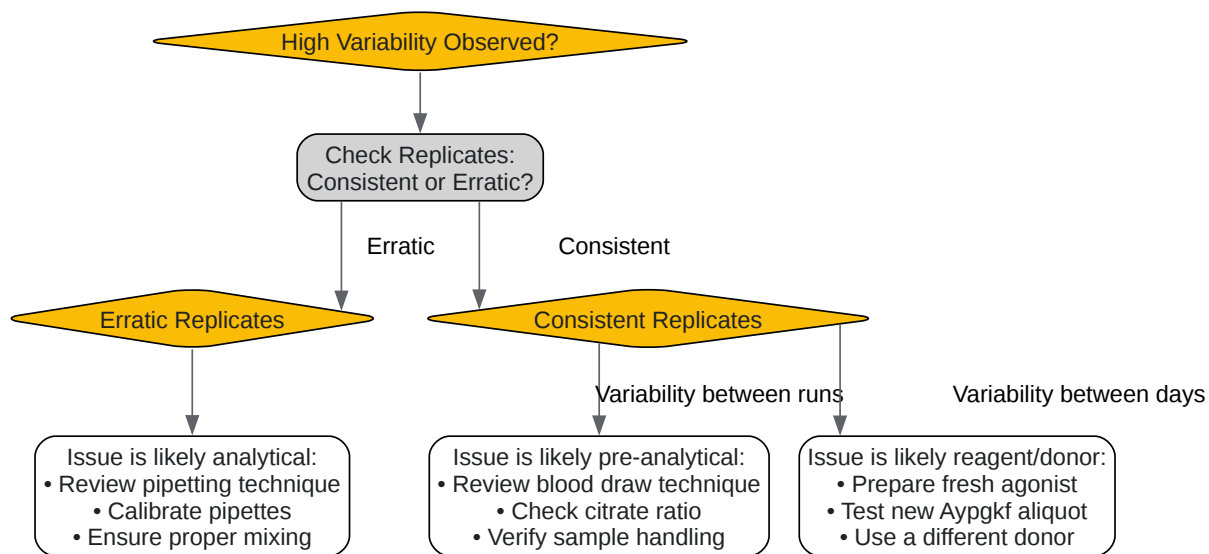 High Variability Observed?
Check Replicates:
Consistent or Erratic?
Erratic
Consistent
Erratic Replicates
Consistent Replicates
Variability between runs
Variability between days
Issue is likely analytical:
• Review pipetting technique
• Calibrate pipettes
• Ensure proper mixing
Issue is likely pre-analytical:
• Review blood draw technique
• Check citrate ratio
• Verify sample handling
Issue is likely reagent/donor:
• Prepare fresh agonist
• Test new Aypgkf aliquot
• Use a different donor